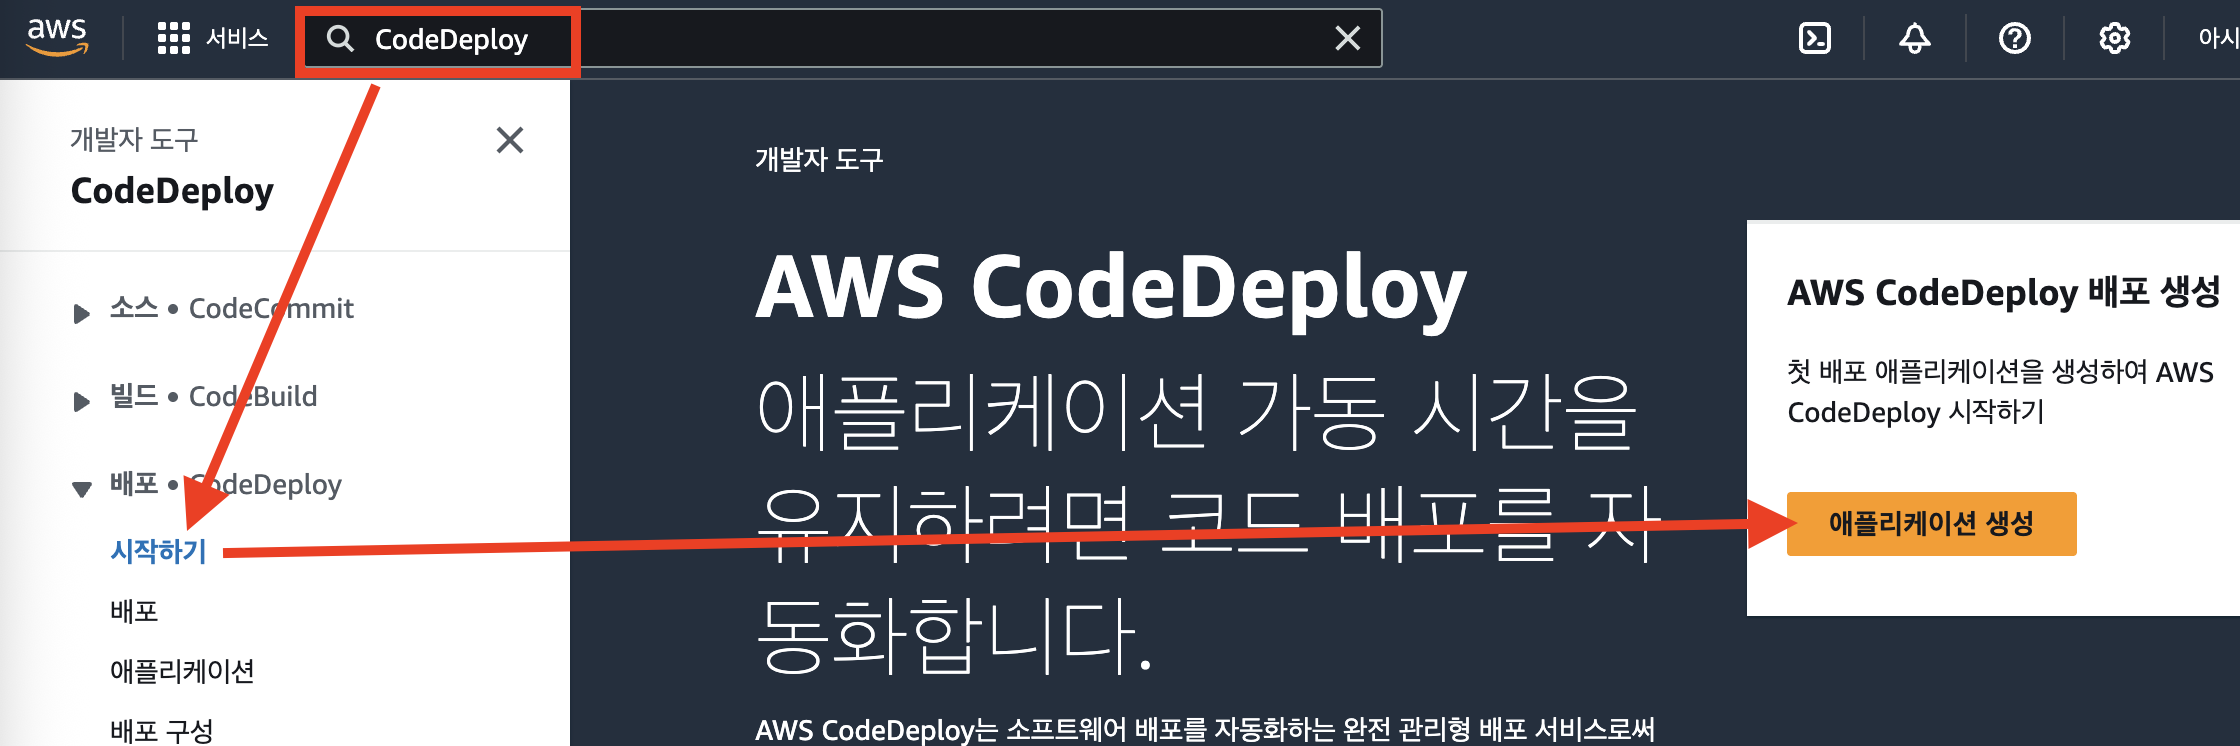 aws
서비스
CodeDeploy
아시
개발자 도구
CodeDeploy
소스 • CodeCommit
빌드 • CodeBuild
배포 • CodeDeploy
시작하기
배포
애플리케이션
배포 구성
개발자 도구
AWS CodeDeploy
애플리케이션 가동 시간을
유지하려면 코드 배포를 자
동화합니다.
AWS CodeDeploy는 소프트웨어 배포를 자동화하는 완전 관리형 배포 서비스로써
AWS CodeDeploy 배포 생성
첫 배포 애플리케이션을 생성하여 AWS
CodeDeploy 시작하기
애플리케이션 생성